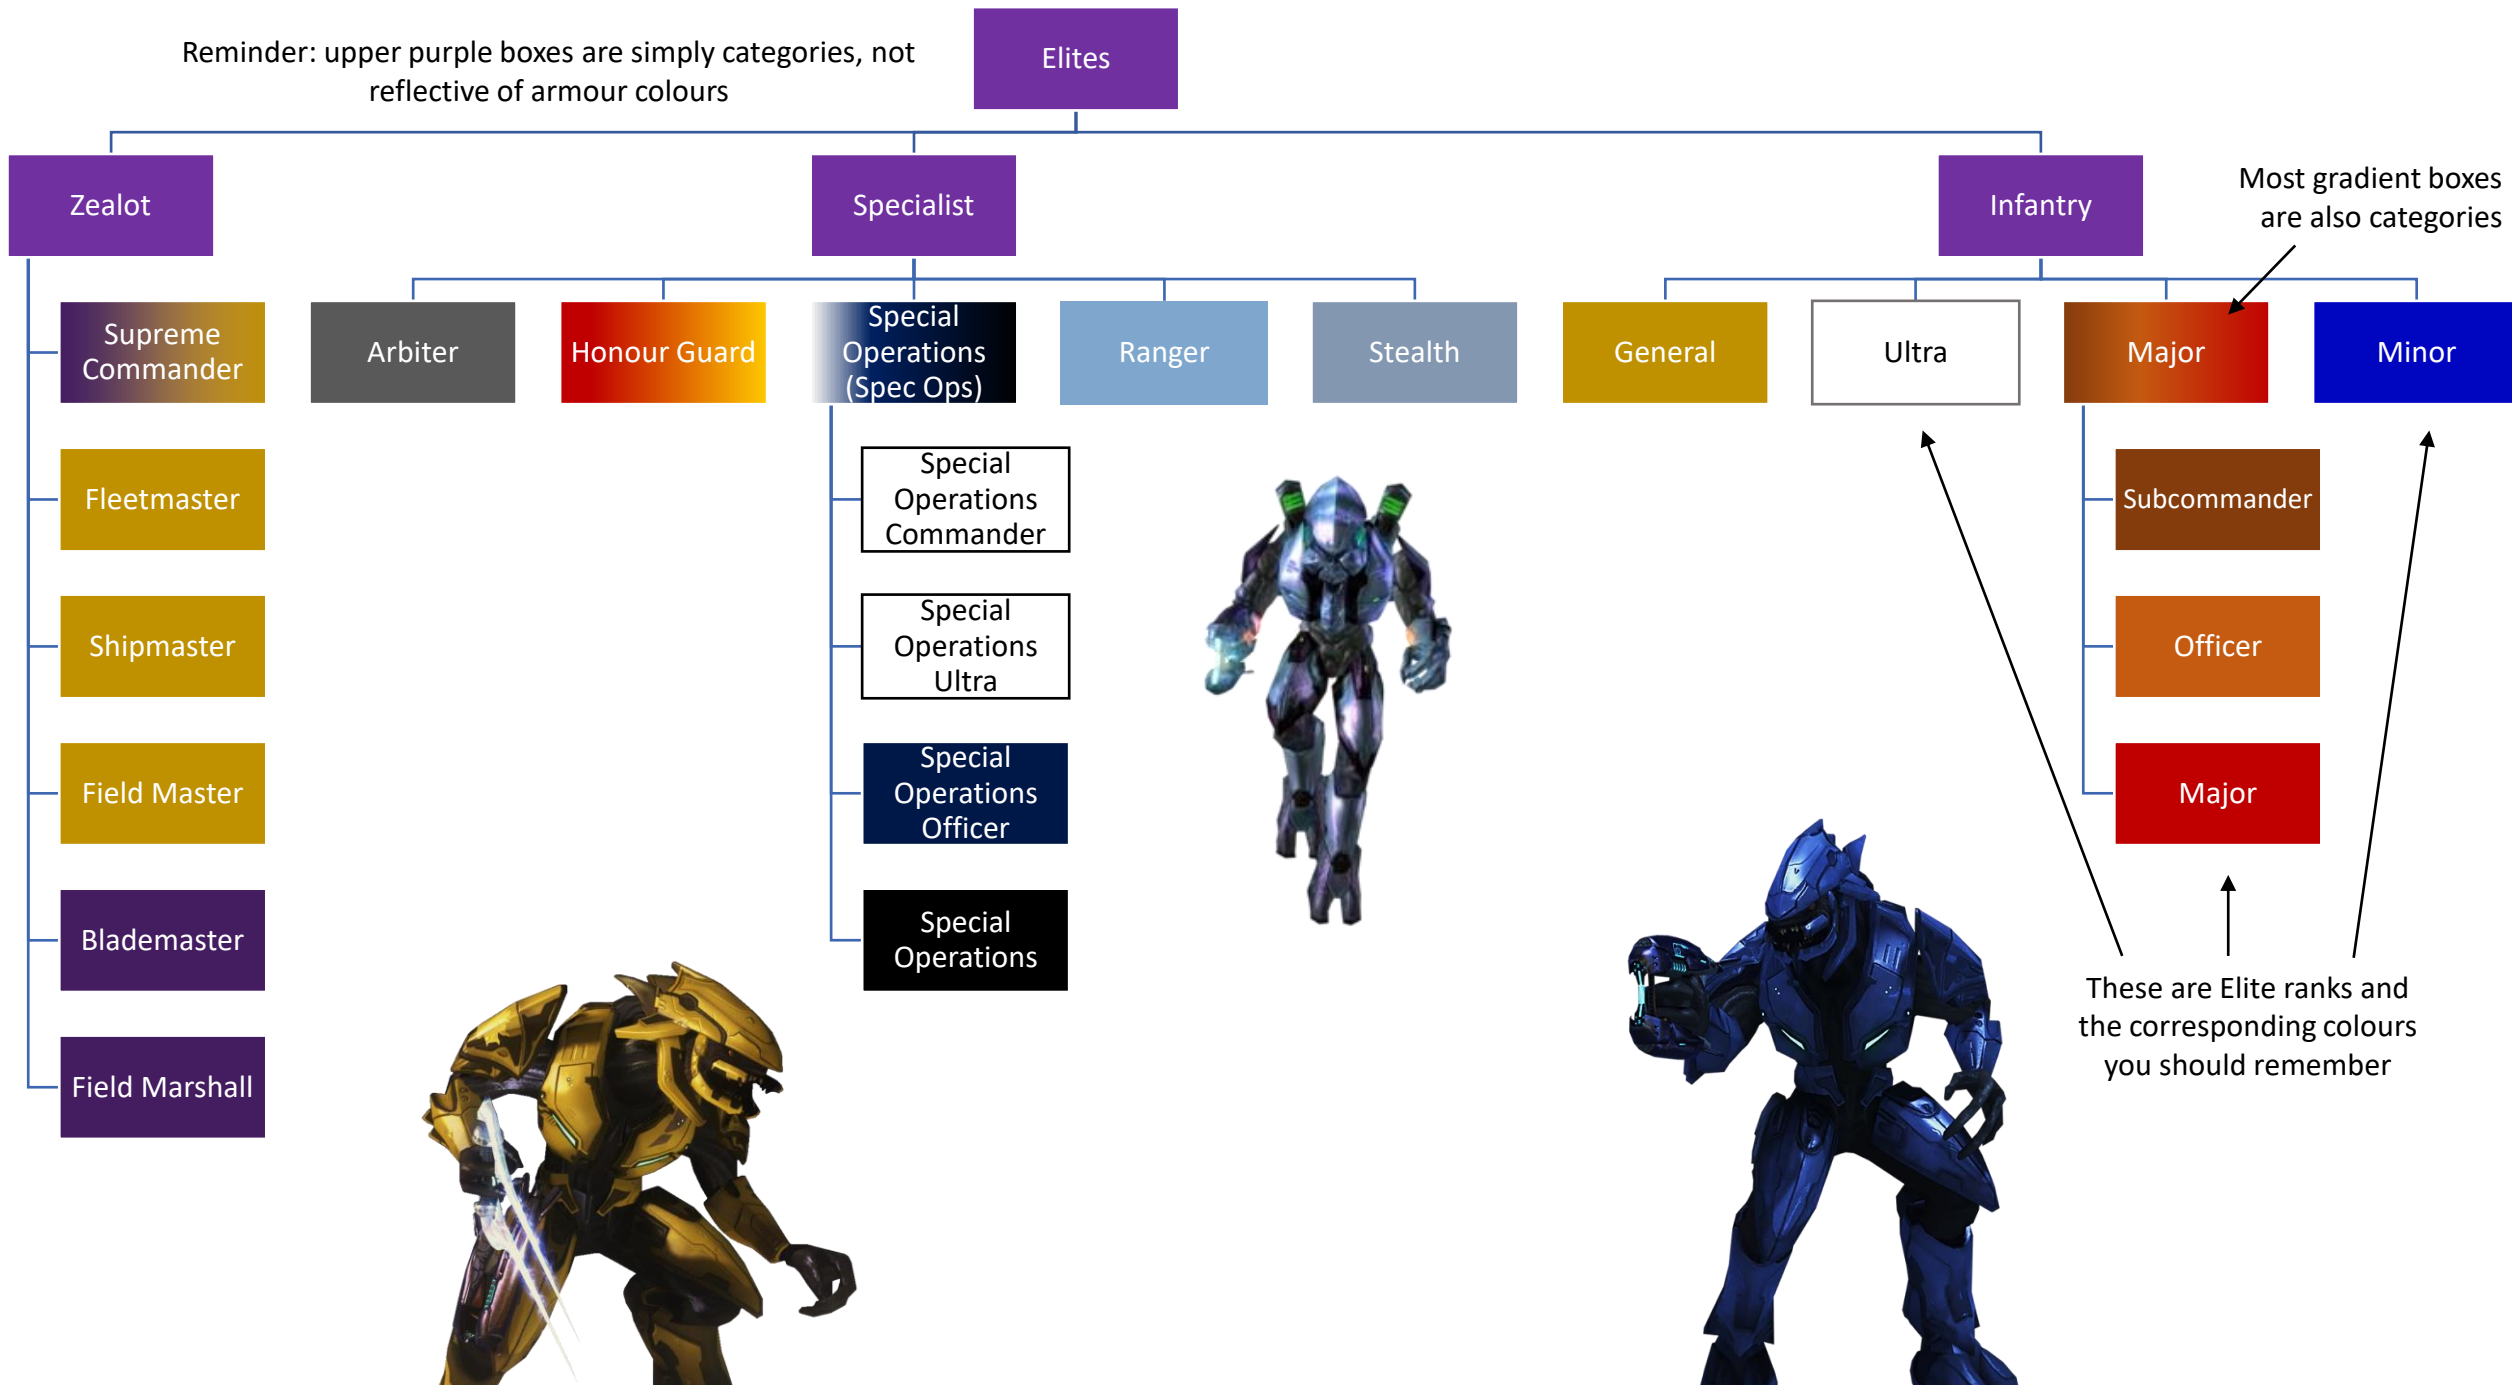 Elites
Reminder: upper purple boxes are simply categories, not
reflective of armour colours
Zealot
Specialist
Infantry
Most gradient boxes
are also categories
Supreme
Commander
Arbiter
Honour Guard
Special
Operations
(Spec Ops)
Ranger
Stealth
General
Ultra
Major
Minor
Fleetmaster
Special
Operations
Commander
Subcommander
Shipmaster
Special
Operations
Ultra
Officer
Field Master
Special
Operations
Officer
Major
Blademaster
Special
Operations
Field Marshall
These are Elite ranks and
the corresponding colours
you should remember